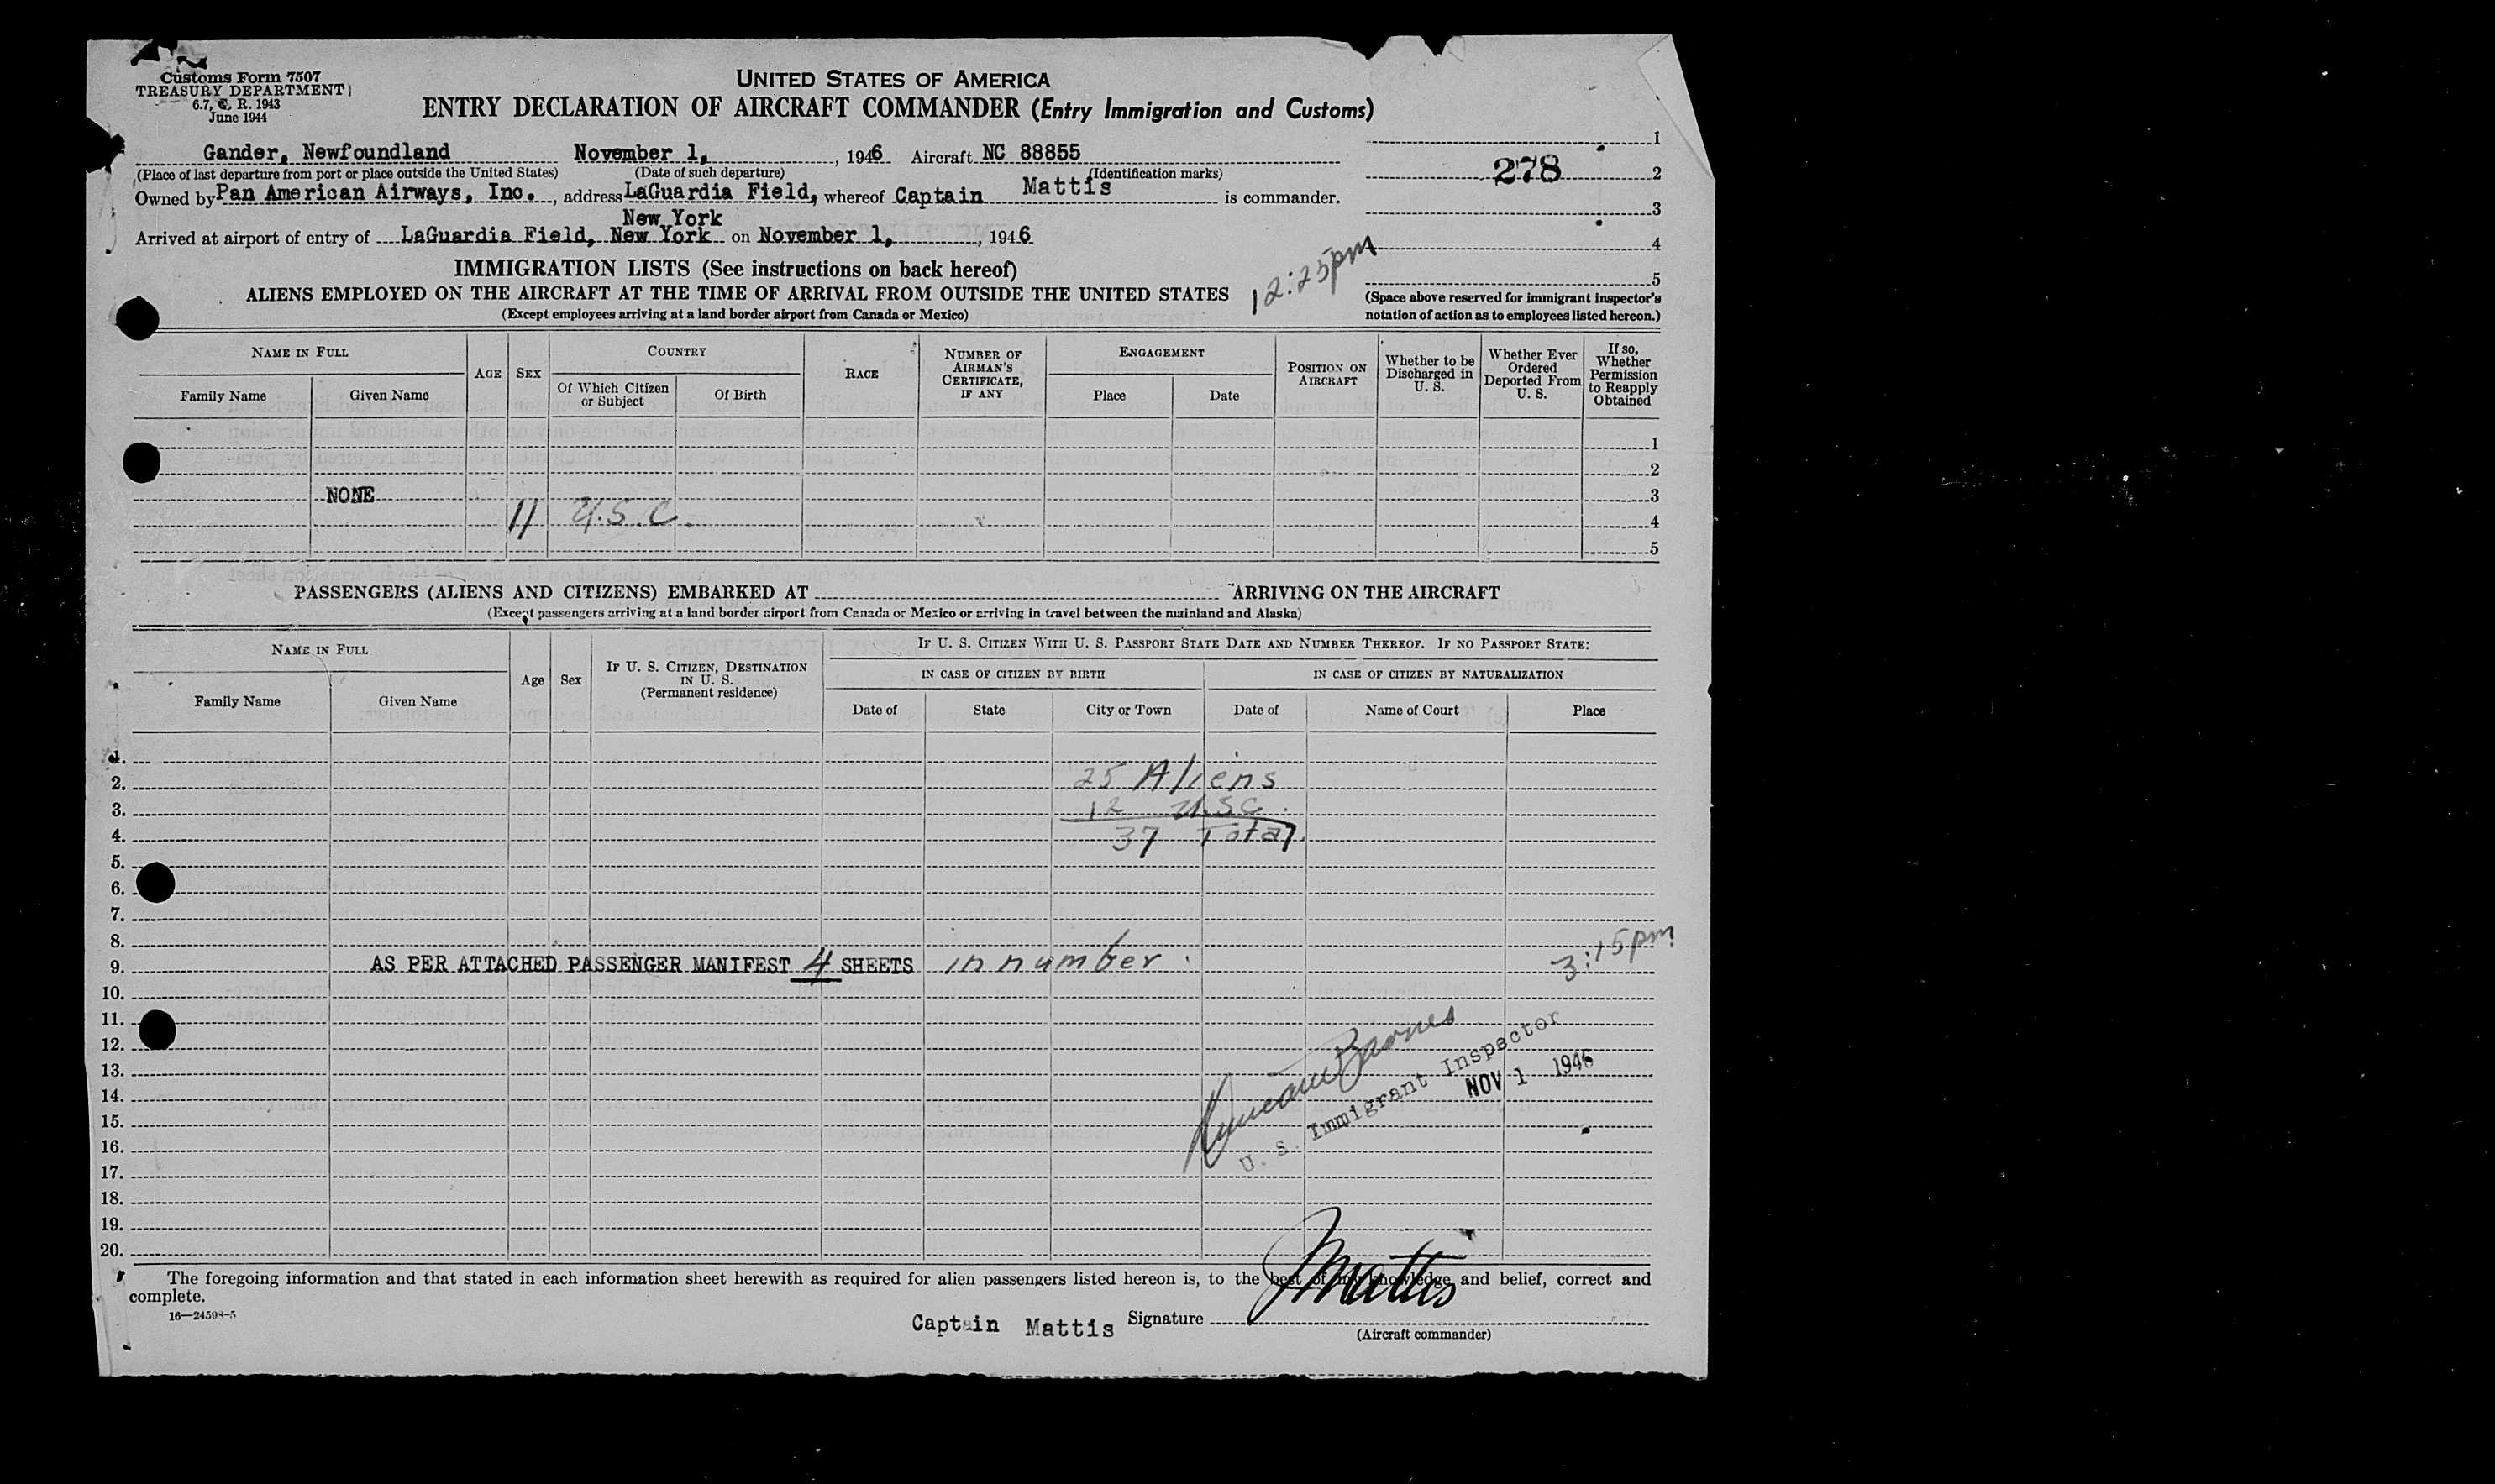 Customs Form 7507
TREASURY DEPARTMENT
6.7, C. R. 1943
June 1944
UNITED STATES OF AMERICA
ENTRY DECLARATION OF AIRCRAFT COMMANDER (Entry Immigration and Customs)
Gander, Newfoundland November 1, , 1946 Aircraft NC 88855
(Place of last departure from port or place outside the United States) (Date of such departure) (Identification marks)
Owned by Pan American Airways, Inc. , address LaGuardia Field, whereof Captain Mattis is commander.
New York
Arrived at airport of entry of LaGuardia Field, New York on November 1, , 1946
1
278 2
3
4
5
12:25pm
(Space above reserved for immigrant inspector's
notation of action as to employees listed hereon.)
IMMIGRATION LISTS (See instructions on back hereof)
ALIENS EMPLOYED ON THE AIRCRAFT AT THE TIME OF ARRIVAL FROM OUTSIDE THE UNITED STATES
(Except employees arriving at a land border airport from Canada or Mexico)
NAME IN FULL
Family Name Given Name
AGE SEX
COUNTRY
Of Which Citizen or Subject Of Birth
RACE
NUMBER OF AIRMAN'S CERTIFICATE, IF ANY
ENGAGEMENT
Place Date
POSITION ON AIRCRAFT
Whether to be Discharged in U. S.
Whether Ever Ordered Deported From U. S.
If so, Whether Permission to Reapply Obtained
1
2
NONE 3
11 U.S.C. 4
5
PASSENGERS (ALIENS AND CITIZENS) EMBARKED AT ARRIVING ON THE AIRCRAFT
(Except passengers arriving at a land border airport from Canada or Mexico or arriving in travel between the mainland and Alaska)
NAME IN FULL
Family Name Given Name
Age Sex
IF U. S. CITIZEN, DESTINATION IN U. S. (Permanent residence)
IF U. S. CITIZEN WITH U. S. PASSPORT STATE DATE AND NUMBER THEREOF. IF NO PASSPORT STATE:
IN CASE OF CITIZEN BY BIRTH IN CASE OF CITIZEN BY NATURALIZATION
Date of State City or Town Date of Name of Court Place
1.
2. 25 Aliens
3. 12 U.S.C.
4. 37 Total
5.
6.
7.
8.
9. AS PER ATTACHED PASSENGER MANIFEST 4 SHEETS in number. 3:15pm
10.
11.
12.
13.
14.
15.
16.
17.
18.
19.
20.
Duncan Barnes
U. S. Immigrant Inspector
NOV 1 1946
The foregoing information and that stated in each information sheet herewith as required for alien passengers listed hereon is, to the best of my knowledge and belief, correct and
complete.
16—24598-5
Captain Mattis Signature JMattis
(Aircraft commander)